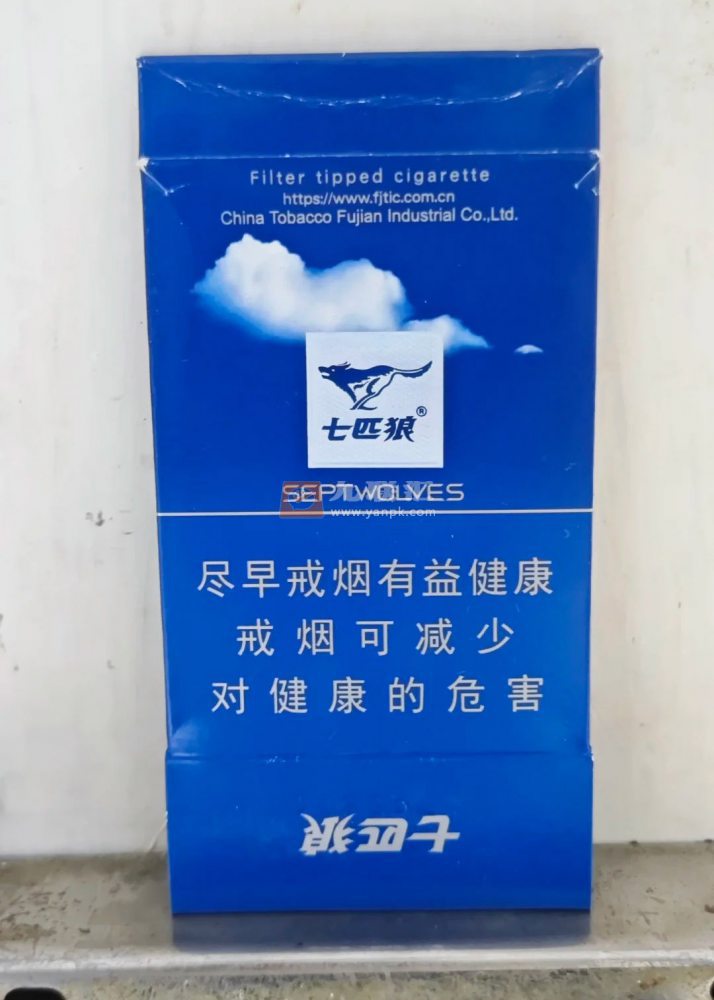 Filter tipped cigarette
https://www.fjtic.com.cn
China Tobacco Fujian Industrial Co.,Ltd.
七匹狼®
SEPTWOLVES
www.yanpk.com
尽早戒烟有益健康
戒烟可减少
对健康的危害
七匹狼